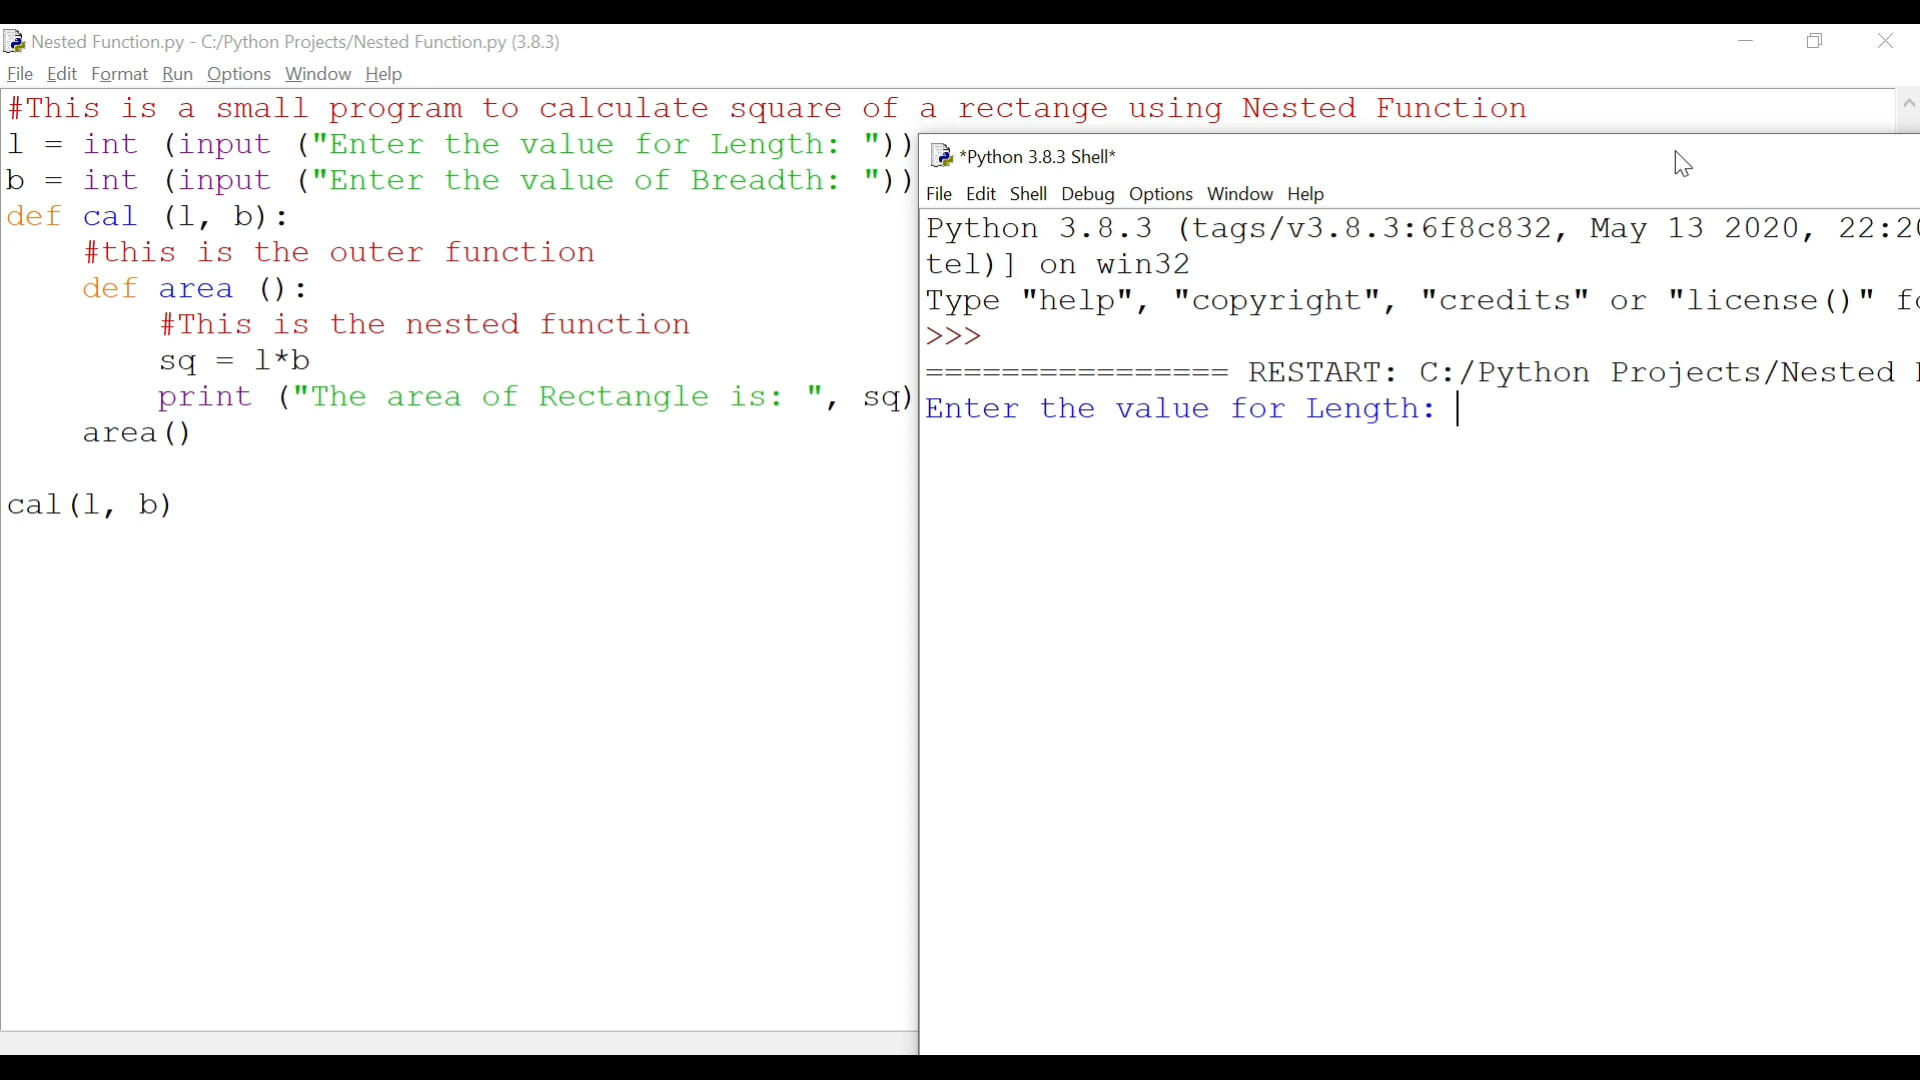 Nested Function.py - C:/Python Projects/Nested Function.py (3.8.3)
File Edit Format Run Options Window Help
#This is a small program to calculate square of a rectange using Nested Function
l = int (input ("Enter the value for Length: "))
b = int (input ("Enter the value of Breadth: "))
def cal (l, b):
    #this is the outer function
    def area ():
        #This is the nested function
        sq = l*b
        print ("The area of Rectangle is: ", sq)
    area()
cal(l, b)
*Python 3.8.3 Shell*
File Edit Shell Debug Options Window Help
Python 3.8.3 (tags/v3.8.3:6f8c832, May 13 2020, 22:20
tel)] on win32
Type "help", "copyright", "credits" or "license()" fo
>>>
================ RESTART: C:/Python Projects/Nested
Enter the value for Length: